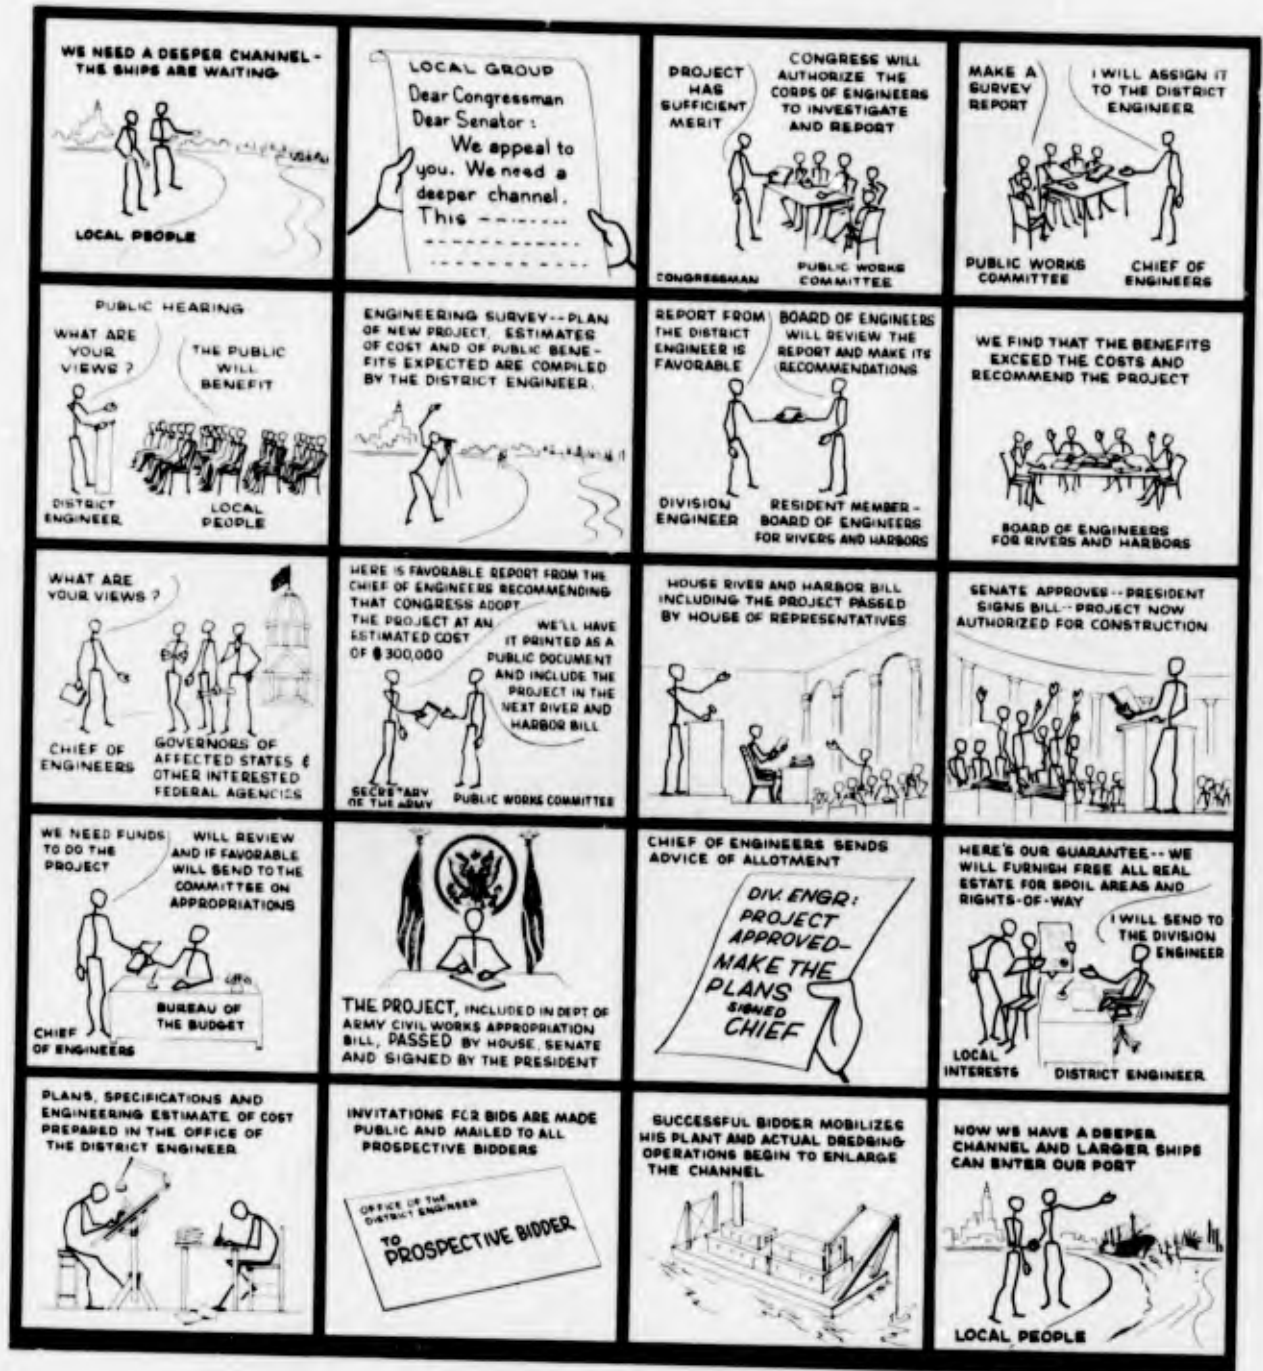 WE NEED A DEEPER CHANNEL -
THE SHIPS ARE WAITING
LOCAL PEOPLE
LOCAL GROUP
Dear Congressman
Dear Senator :
We appeal to
you. We need a
deeper channel.
This
PROJECT
HAS
SUFFICIENT
MERIT
CONGRESS WILL
AUTHORIZE THE
CORPS OF ENGINEERS
TO INVESTIGATE
AND REPORT
CONGRESSMAN
PUBLIC WORKS
COMMITTEE
MAKE A
SURVEY
REPORT
I WILL ASSIGN IT
TO THE DISTRICT
ENGINEER
PUBLIC WORKS
COMMITTEE
CHIEF OF
ENGINEERS
PUBLIC HEARING
WHAT ARE
YOUR
VIEWS ?
THE PUBLIC
WILL
BENEFIT
DISTRICT
ENGINEER
LOCAL
PEOPLE
ENGINEERING SURVEY -- PLAN
OF NEW PROJECT, ESTIMATES
OF COST AND OF PUBLIC BENE -
FITS EXPECTED ARE COMPILED
BY THE DISTRICT ENGINEER.
REPORT FROM
THE DISTRICT
ENGINEER IS
FAVORABLE
BOARD OF ENGINEERS
WILL REVIEW THE
REPORT AND MAKE ITS
RECOMMENDATIONS
DIVISION
ENGINEER
RESIDENT MEMBER -
BOARD OF ENGINEERS
FOR RIVERS AND HARBORS
WE FIND THAT THE BENEFITS
EXCEED THE COSTS AND
RECOMMEND THE PROJECT
BOARD OF ENGINEERS
FOR RIVERS AND HARBORS
WHAT ARE
YOUR VIEWS ?
CHIEF OF
ENGINEERS
GOVERNORS OF
AFFECTED STATES &
OTHER INTERESTED
FEDERAL AGENCIES
HERE IS FAVORABLE REPORT FROM THE
CHIEF OF ENGINEERS RECOMMENDING
THAT CONGRESS ADOPT
THE PROJECT AT AN
ESTIMATED COST
OF $300,000
WE'LL HAVE
IT PRINTED AS A
PUBLIC DOCUMENT
AND INCLUDE THE
PROJECT IN THE
NEXT RIVER AND
HARBOR BILL
SECRETARY
OF THE ARMY
PUBLIC WORKS COMMITTEE
HOUSE RIVER AND HARBOR BILL
INCLUDING THE PROJECT PASSED
BY HOUSE OF REPRESENTATIVES
SENATE APPROVES -- PRESIDENT
SIGNS BILL -- PROJECT NOW
AUTHORIZED FOR CONSTRUCTION
WE NEED FUNDS
TO DO THE
PROJECT
WILL REVIEW
AND IF FAVORABLE
WILL SEND TO THE
COMMITTEE ON
APPROPRIATIONS
BUREAU OF
THE BUDGET
CHIEF
OF ENGINEERS
THE PROJECT, INCLUDED IN DEPT OF
ARMY CIVIL WORKS APPROPRIATION
BILL, PASSED BY HOUSE, SENATE
AND SIGNED BY THE PRESIDENT
CHIEF OF ENGINEERS SENDS
ADVICE OF ALLOTMENT
DIV. ENGR:
PROJECT
APPROVED-
MAKE THE
PLANS
SIGNED
CHIEF
HERE'S OUR GUARANTEE -- WE
WILL FURNISH FREE ALL REAL
ESTATE FOR SPOIL AREAS AND
RIGHTS-OF-WAY
I WILL SEND TO
THE DIVISION
ENGINEER
LOCAL
INTERESTS
DISTRICT ENGINEER
PLANS, SPECIFICATIONS AND
ENGINEERING ESTIMATE OF COST
PREPARED IN THE OFFICE OF
THE DISTRICT ENGINEER
INVITATIONS FOR BIDS ARE MADE
PUBLIC AND MAILED TO ALL
PROSPECTIVE BIDDERS
OFFICE OF THE
DISTRICT ENGINEER
TO
PROSPECTIVE BIDDER
SUCCESSFUL BIDDER MOBILIZES
HIS PLANT AND ACTUAL DREDGING
OPERATIONS BEGIN TO ENLARGE
THE CHANNEL
NOW WE HAVE A DEEPER
CHANNEL AND LARGER SHIPS
CAN ENTER OUR PORT
LOCAL PEOPLE